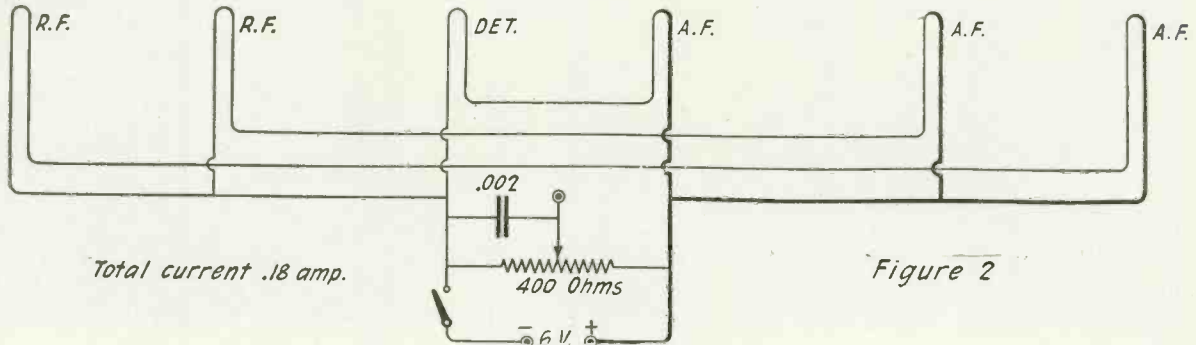 R.F.
R.F.
DET.
A.F.
A.F.
A.F.
.002
Total current .18 amp.
400 Ohms
Figure 2
- 6 V. +